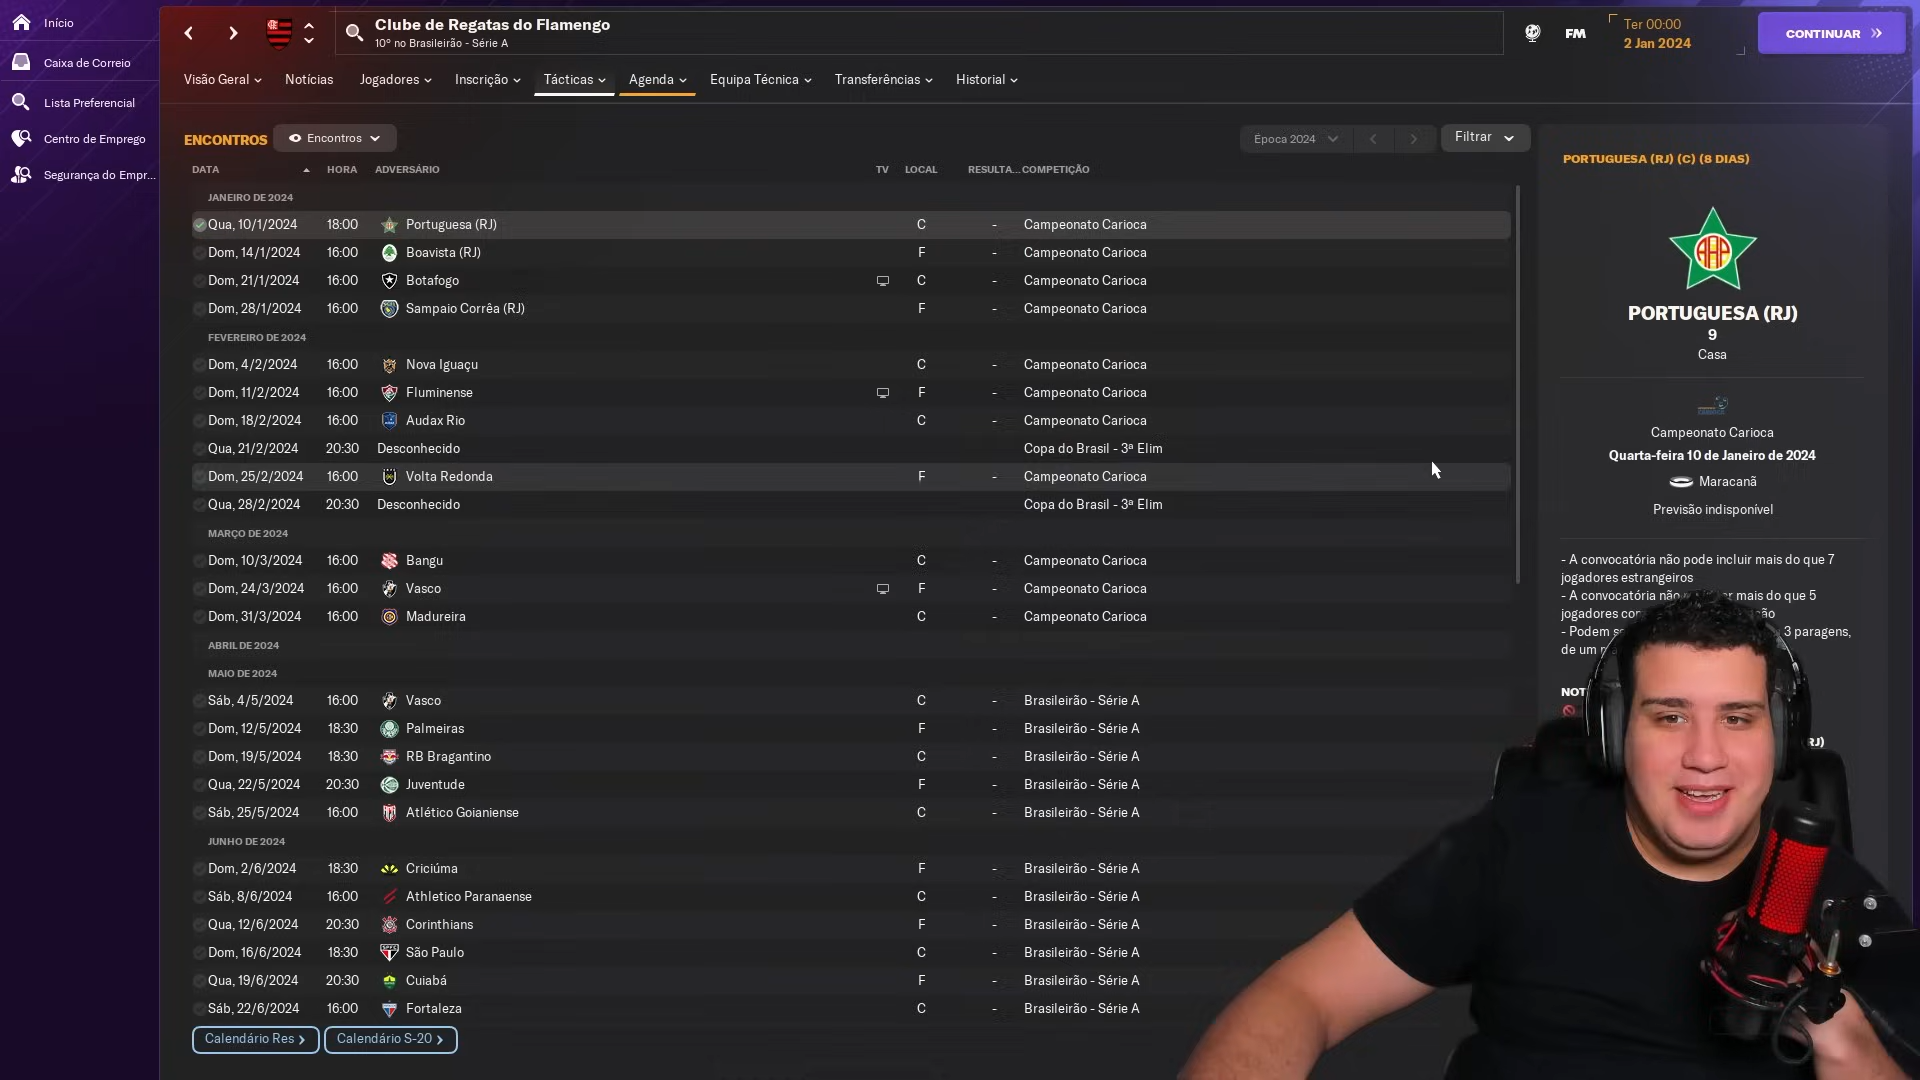 Início
Caixa de Correio
Lista Preferencial
Centro de Emprego
Segurança do Empr...
Clube de Regatas do Flamengo
10º no Brasileirão - Série A
FM
Ter 00:00
2 Jan 2024
CONTINUAR
Visão Geral Notícias Jogadores Inscrição Tácticas Agenda Equipa Técnica Transferências Historial
ENCONTROS Encontros
Época 2024 Filtrar
DATA HORA ADVERSÁRIO TV LOCAL RESULTA... COMPETIÇÃO
JANEIRO DE 2024
Qua, 10/1/2024 18:00 Portuguesa (RJ) C - Campeonato Carioca
Dom, 14/1/2024 16:00 Boavista (RJ) F - Campeonato Carioca
Dom, 21/1/2024 16:00 Botafogo C - Campeonato Carioca
Dom, 28/1/2024 16:00 Sampaio Corrêa (RJ) F - Campeonato Carioca
FEVEREIRO DE 2024
Dom, 4/2/2024 16:00 Nova Iguaçu C - Campeonato Carioca
Dom, 11/2/2024 16:00 Fluminense F - Campeonato Carioca
Dom, 18/2/2024 16:00 Audax Rio C - Campeonato Carioca
Qua, 21/2/2024 20:30 Desconhecido Copa do Brasil - 3ª Elim
Dom, 25/2/2024 16:00 Volta Redonda F - Campeonato Carioca
Qua, 28/2/2024 20:30 Desconhecido Copa do Brasil - 3ª Elim
MARÇO DE 2024
Dom, 10/3/2024 16:00 Bangu C - Campeonato Carioca
Dom, 24/3/2024 16:00 Vasco F - Campeonato Carioca
Dom, 31/3/2024 16:00 Madureira C - Campeonato Carioca
ABRIL DE 2024
MAIO DE 2024
Sáb, 4/5/2024 16:00 Vasco C - Brasileirão - Série A
Dom, 12/5/2024 18:30 Palmeiras F - Brasileirão - Série A
Dom, 19/5/2024 18:30 RB Bragantino C - Brasileirão - Série A
Qua, 22/5/2024 20:30 Juventude F - Brasileirão - Série A
Sáb, 25/5/2024 16:00 Atlético Goianiense C - Brasileirão - Série A
JUNHO DE 2024
Dom, 2/6/2024 18:30 Criciúma F - Brasileirão - Série A
Sáb, 8/6/2024 16:00 Athletico Paranaense C - Brasileirão - Série A
Qua, 12/6/2024 20:30 Corinthians F - Brasileirão - Série A
Dom, 16/6/2024 18:30 São Paulo C - Brasileirão - Série A
Qua, 19/6/2024 20:30 Cuiabá F - Brasileirão - Série A
Sáb, 22/6/2024 16:00 Fortaleza C - Brasileirão - Série A
Calendário Res Calendário S-20
PORTUGUESA (RJ) (C) (8 DIAS)
PORTUGUESA (RJ)
9
Casa
Campeonato Carioca
Quarta-feira 10 de Janeiro de 2024
Maracanã
Previsão indisponível
- A convocatória não pode incluir mais do que 7
jogadores estrangeiros
- A convocatória mais do que 5
jogadores
- Podem 3 paragens,
de um
RJ)